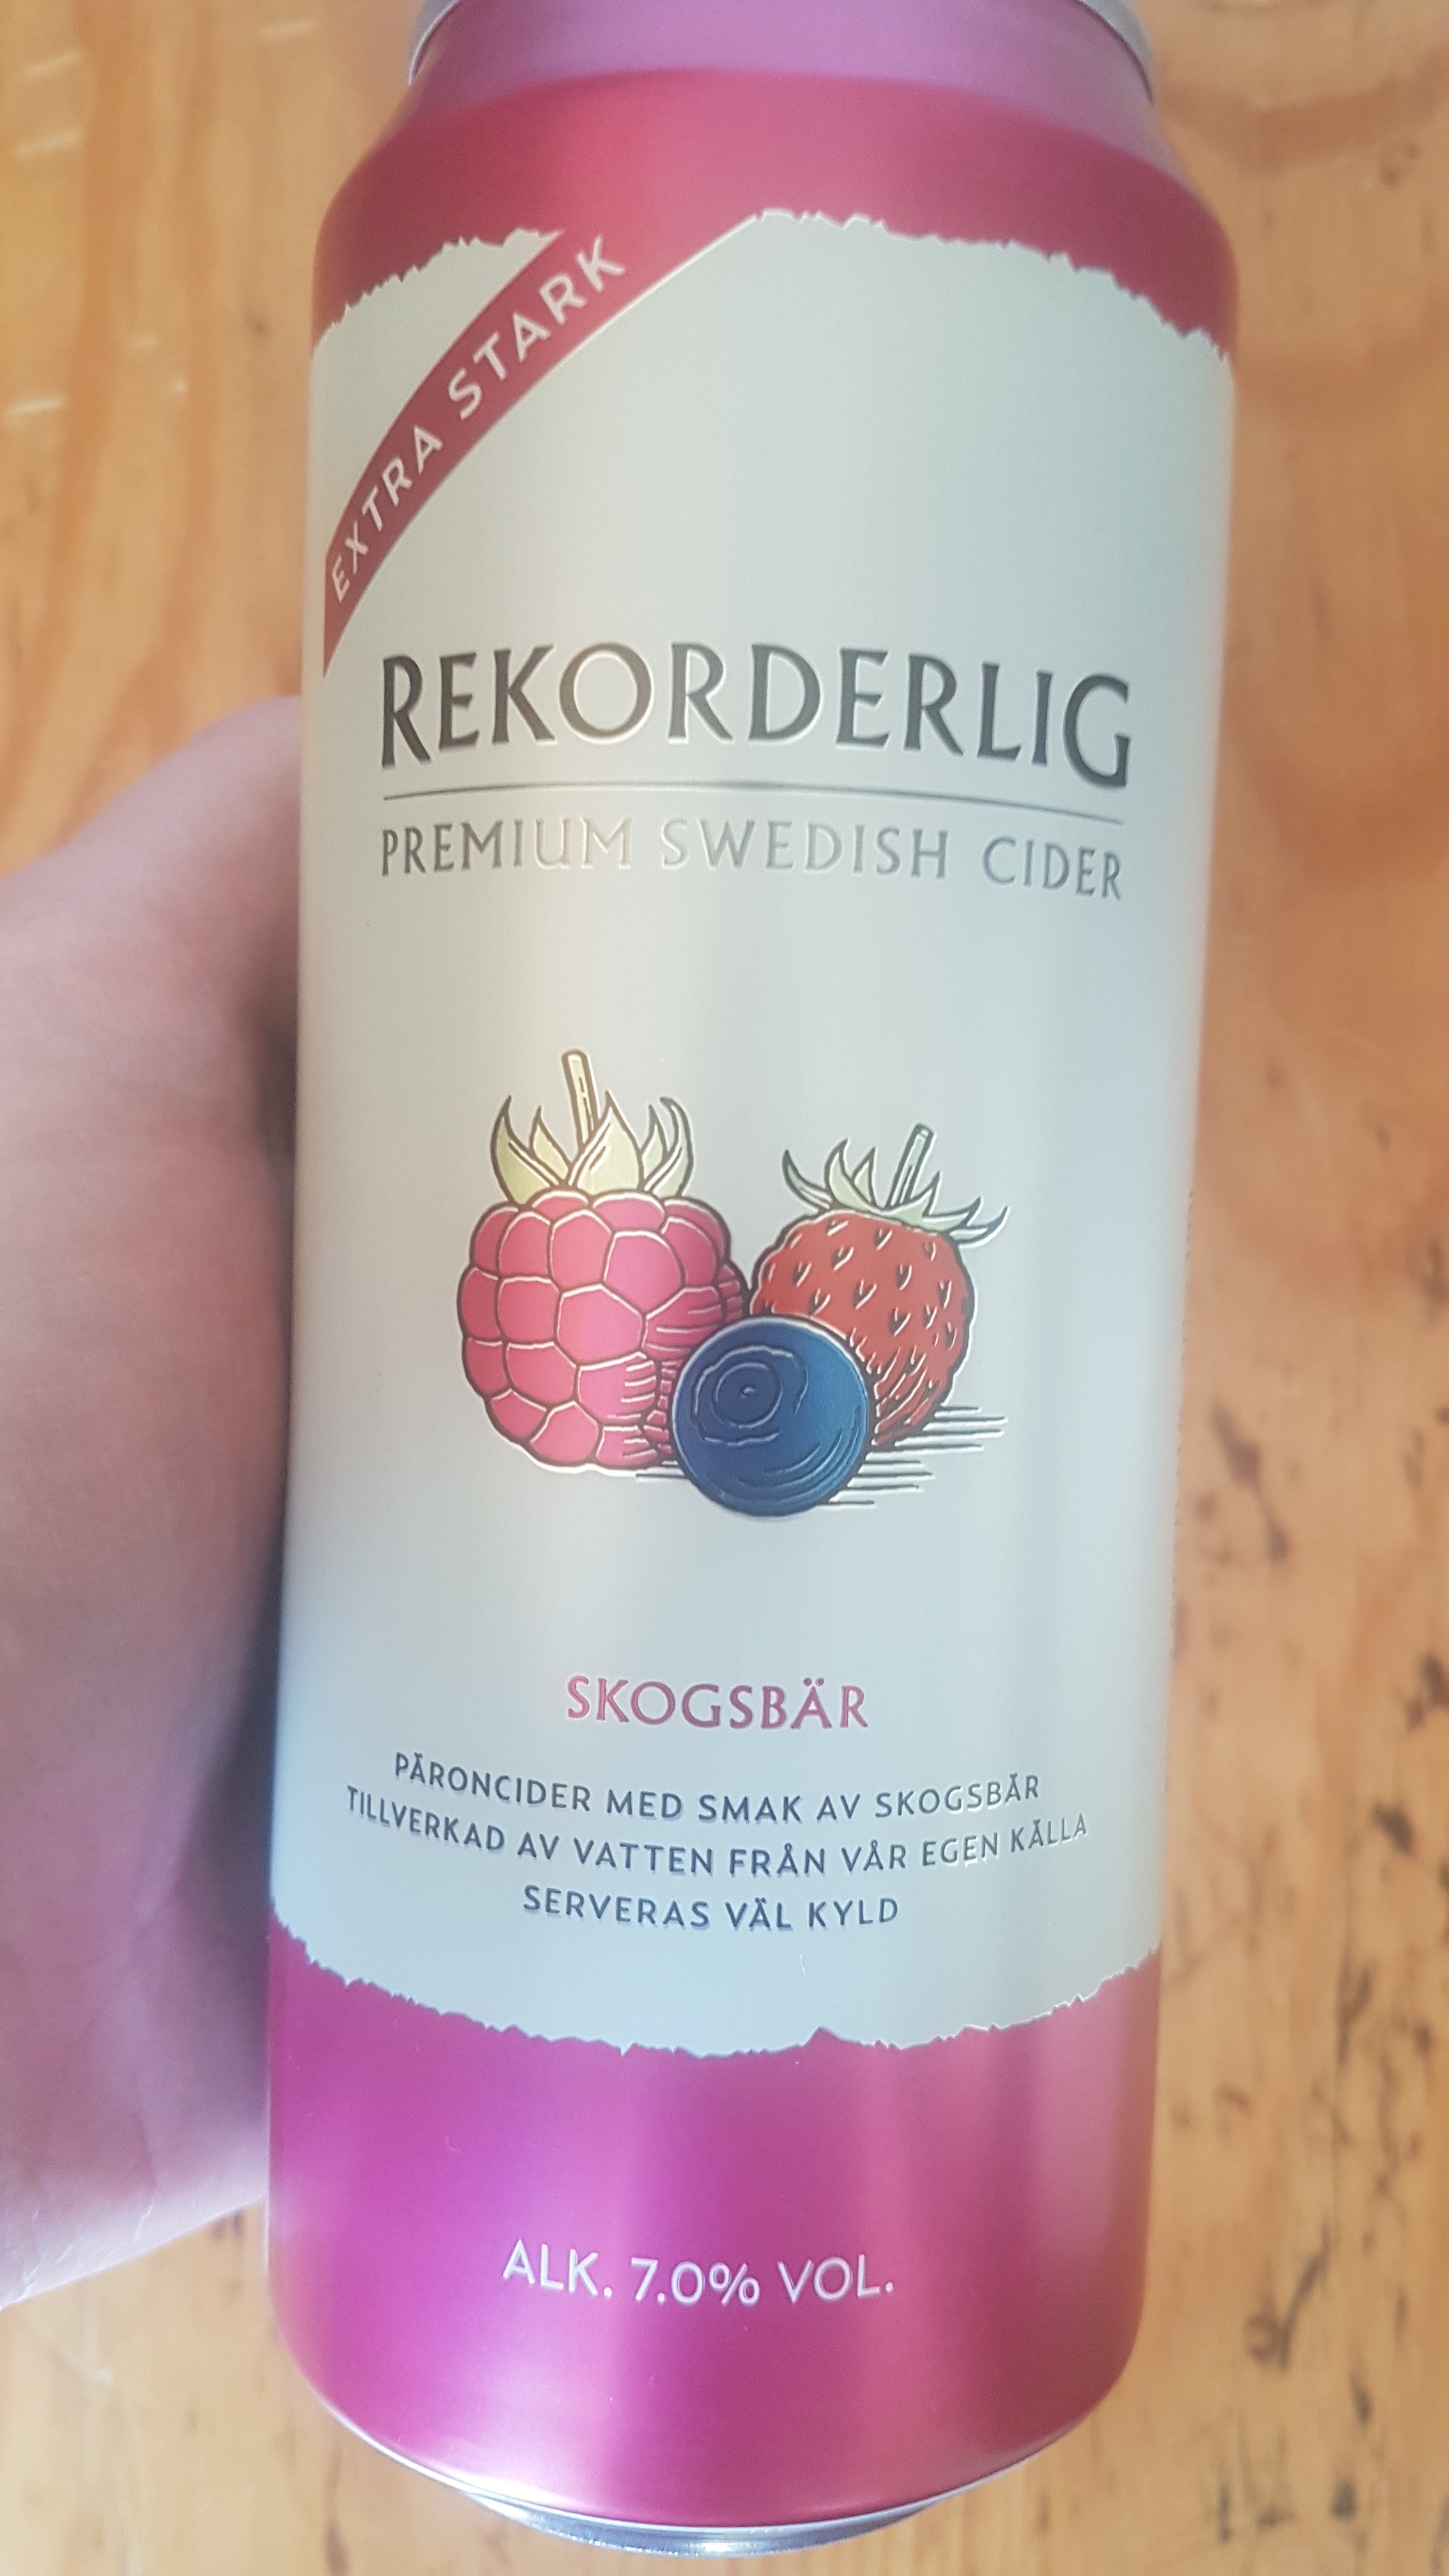 EXTRA STARK
REKORDERLIG
PREMIUM SWEDISH CIDER
SKOGSBÄR
PÄRONCIDER MED SMAK AV SKOGSBÄR
TILLVERKAD AV VATTEN FRÅN VÅR EGEN KÄLLA
SERVERAS VÄL KYLD
ALK. 7.0% VOL.